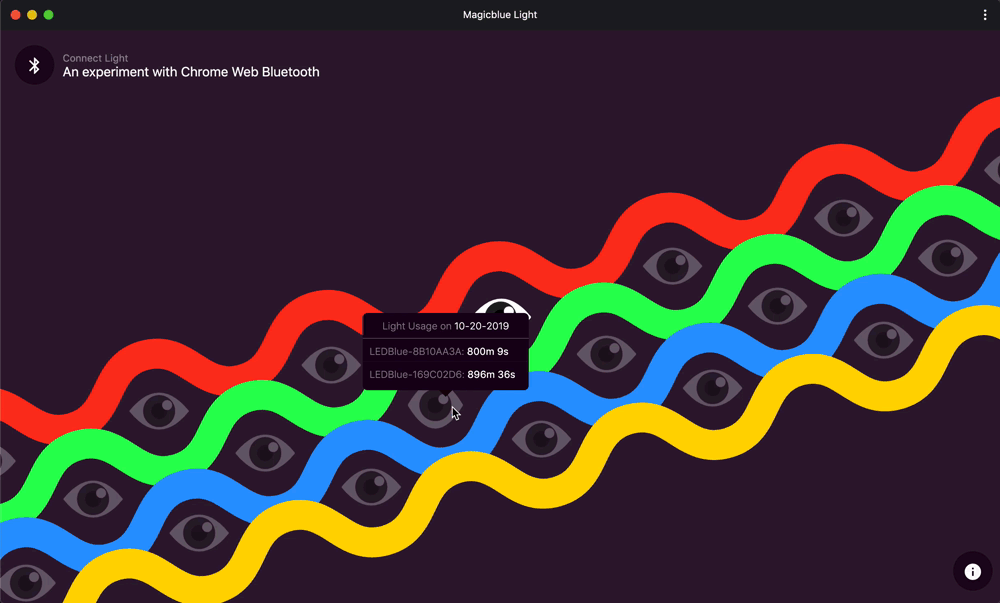 Magicblue Light
Connect Light
An experiment with Chrome Web Bluetooth
Light Usage on 10-20-2019
LEDBlue-8B10AA3A: 800m 9s
LEDBlue-169C02D6: 896m 36s